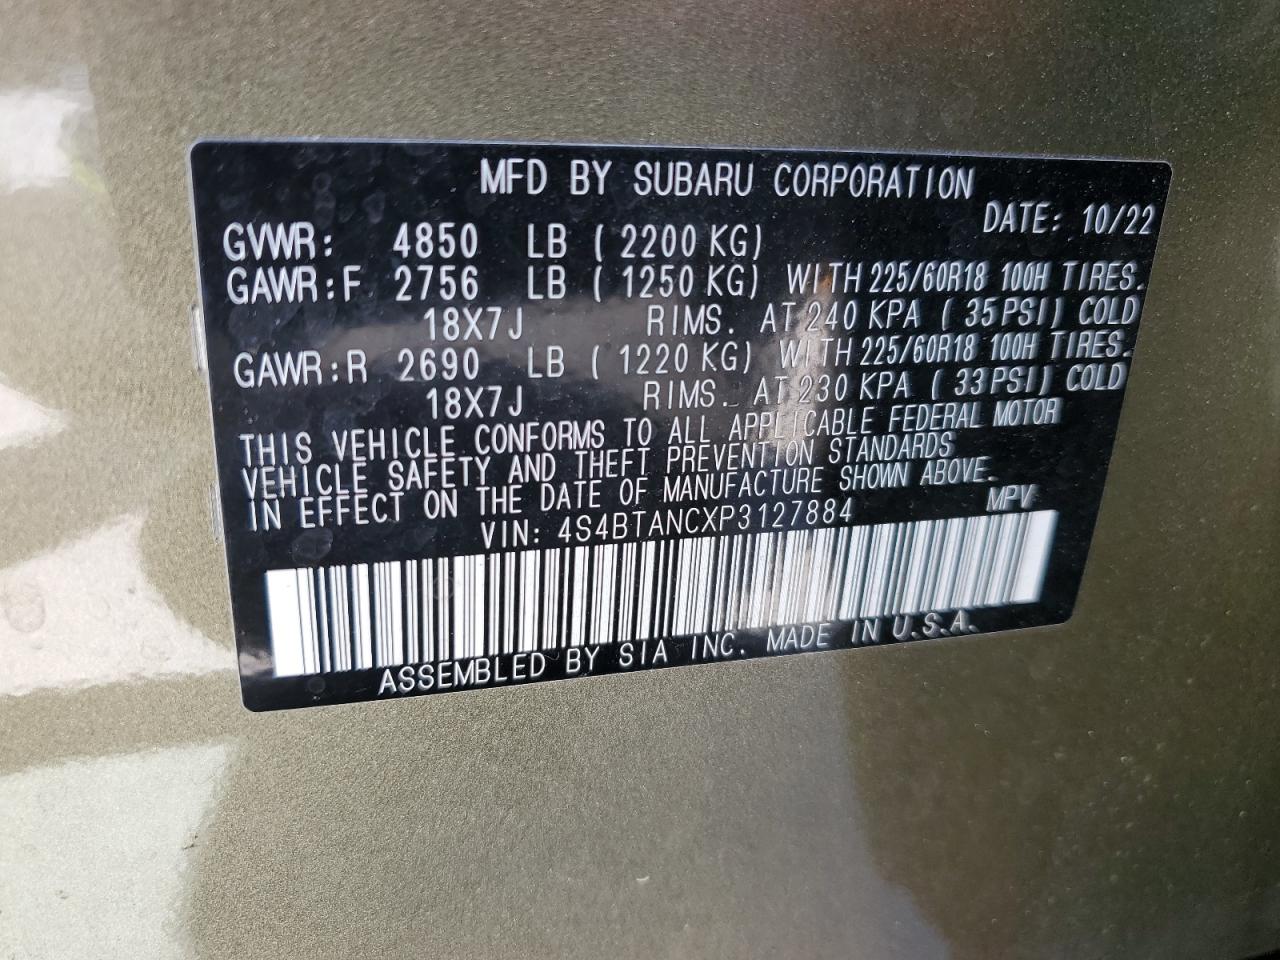 MFD BY SUBARU CORPORATION
DATE: 10/22
GVWR: 4850 LB ( 2200 KG)
GAWR:F 2756 LB ( 1250 KG) WITH 225/60R18 100H TIRES.
18X7J RIMS. AT 240 KPA ( 35PSI) COLD
GAWR:R 2690 LB ( 1220 KG) WITH 225/60R18 100H TIRES.
18X7J RIMS. AT 230 KPA ( 33PSI) COLD
THIS VEHICLE CONFORMS TO ALL APPLICABLE FEDERAL MOTOR
VEHICLE SAFETY AND THEFT PREVENTION STANDARDS
IN EFFECT ON THE DATE OF MANUFACTURE SHOWN ABOVE.
VIN: 4S4BTANCXP3127884 MPV
ASSEMBLED BY SIA INC. MADE IN U.S.A.